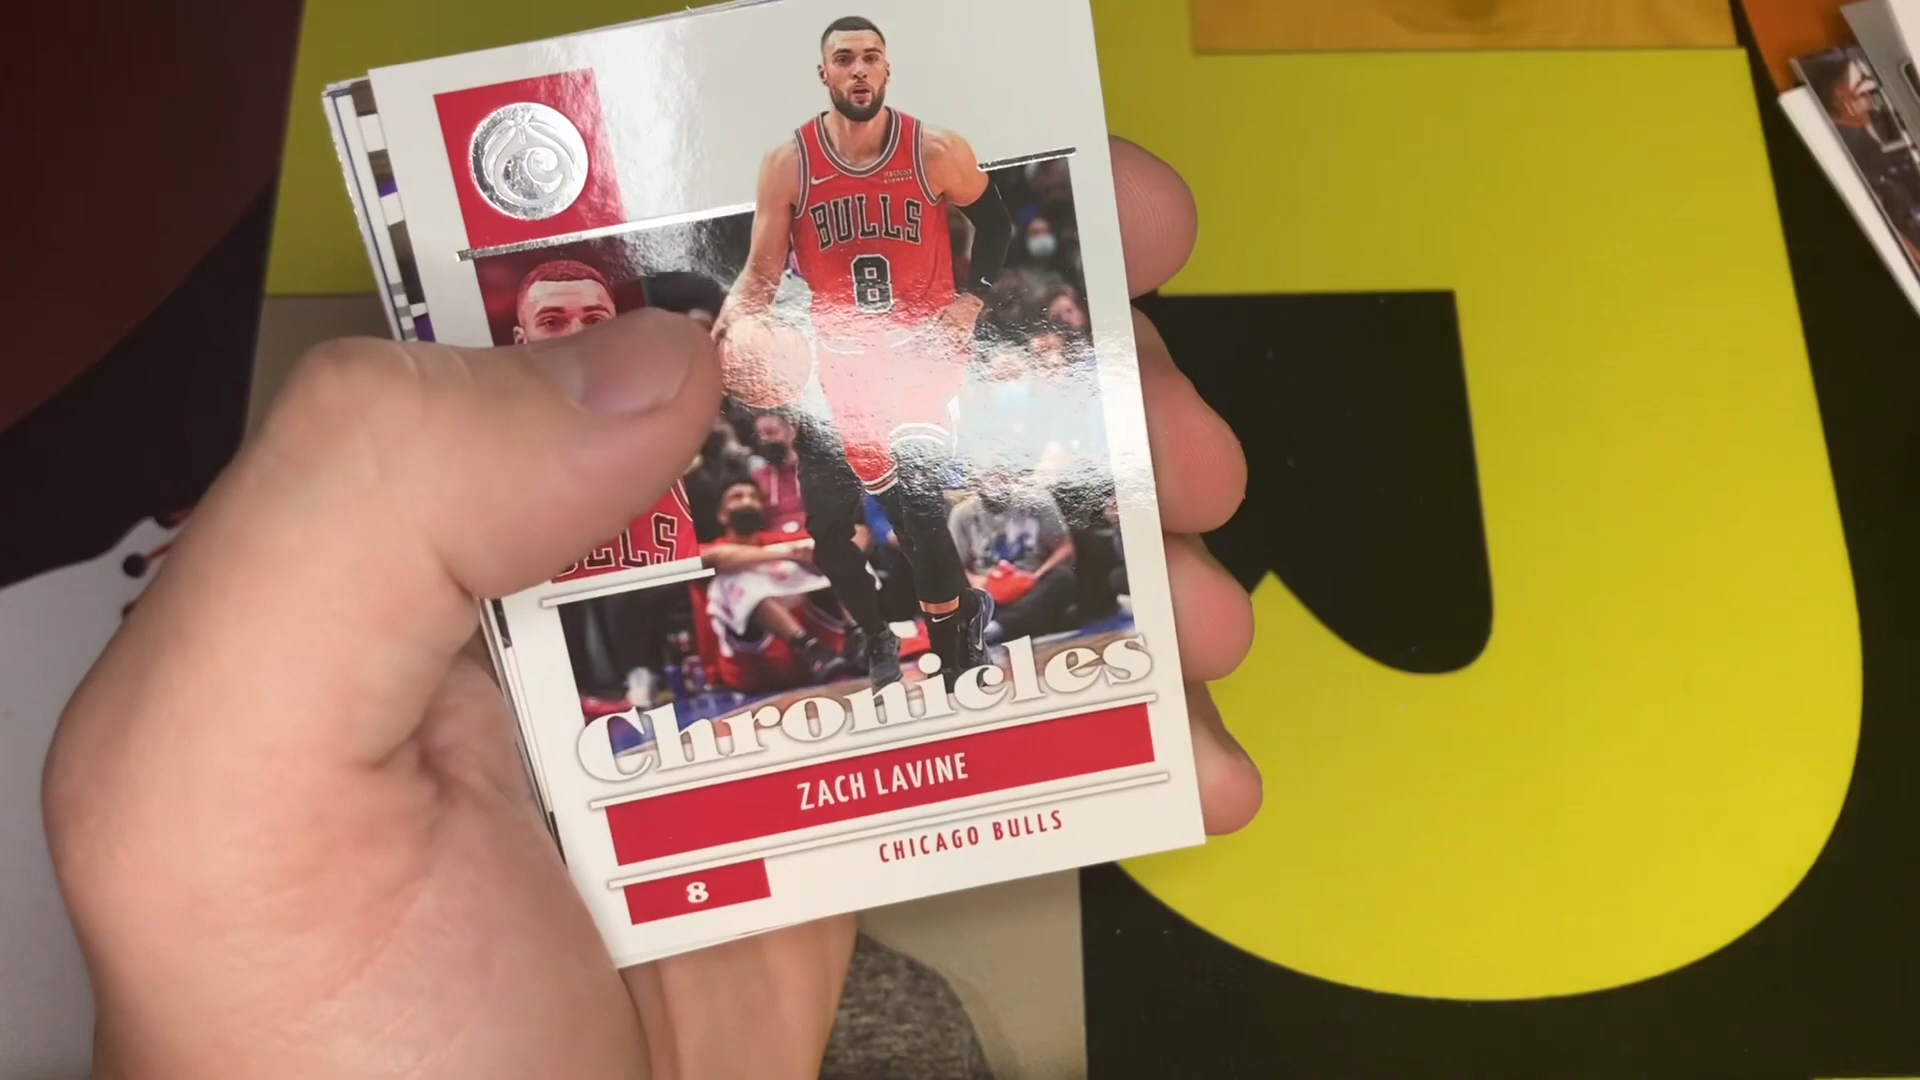 BULLS
8
Chronicles
ZACH LAVINE
CHICAGO BULLS
8